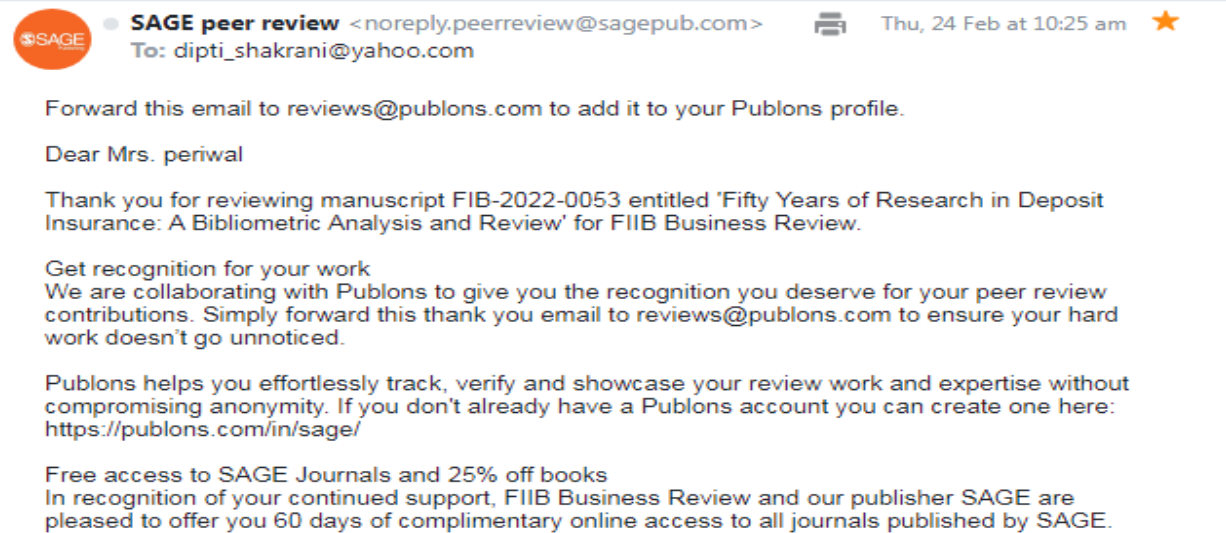 SAGE
Publishing
SAGE peer review <noreply.peerreview@sagepub.com> Thu, 24 Feb at 10:25 am
To: dipti_shakrani@yahoo.com
Forward this email to reviews@publons.com to add it to your Publons profile.
Dear Mrs. periwal
Thank you for reviewing manuscript FIB-2022-0053 entitled 'Fifty Years of Research in Deposit
Insurance: A Bibliometric Analysis and Review' for FIIB Business Review.
Get recognition for your work
We are collaborating with Publons to give you the recognition you deserve for your peer review
contributions. Simply forward this thank you email to reviews@publons.com to ensure your hard
work doesn’t go unnoticed.
Publons helps you effortlessly track, verify and showcase your review work and expertise without
compromising anonymity. If you don't already have a Publons account you can create one here:
https://publons.com/in/sage/
Free access to SAGE Journals and 25% off books
In recognition of your continued support, FIIB Business Review and our publisher SAGE are
pleased to offer you 60 days of complimentary online access to all journals published by SAGE.